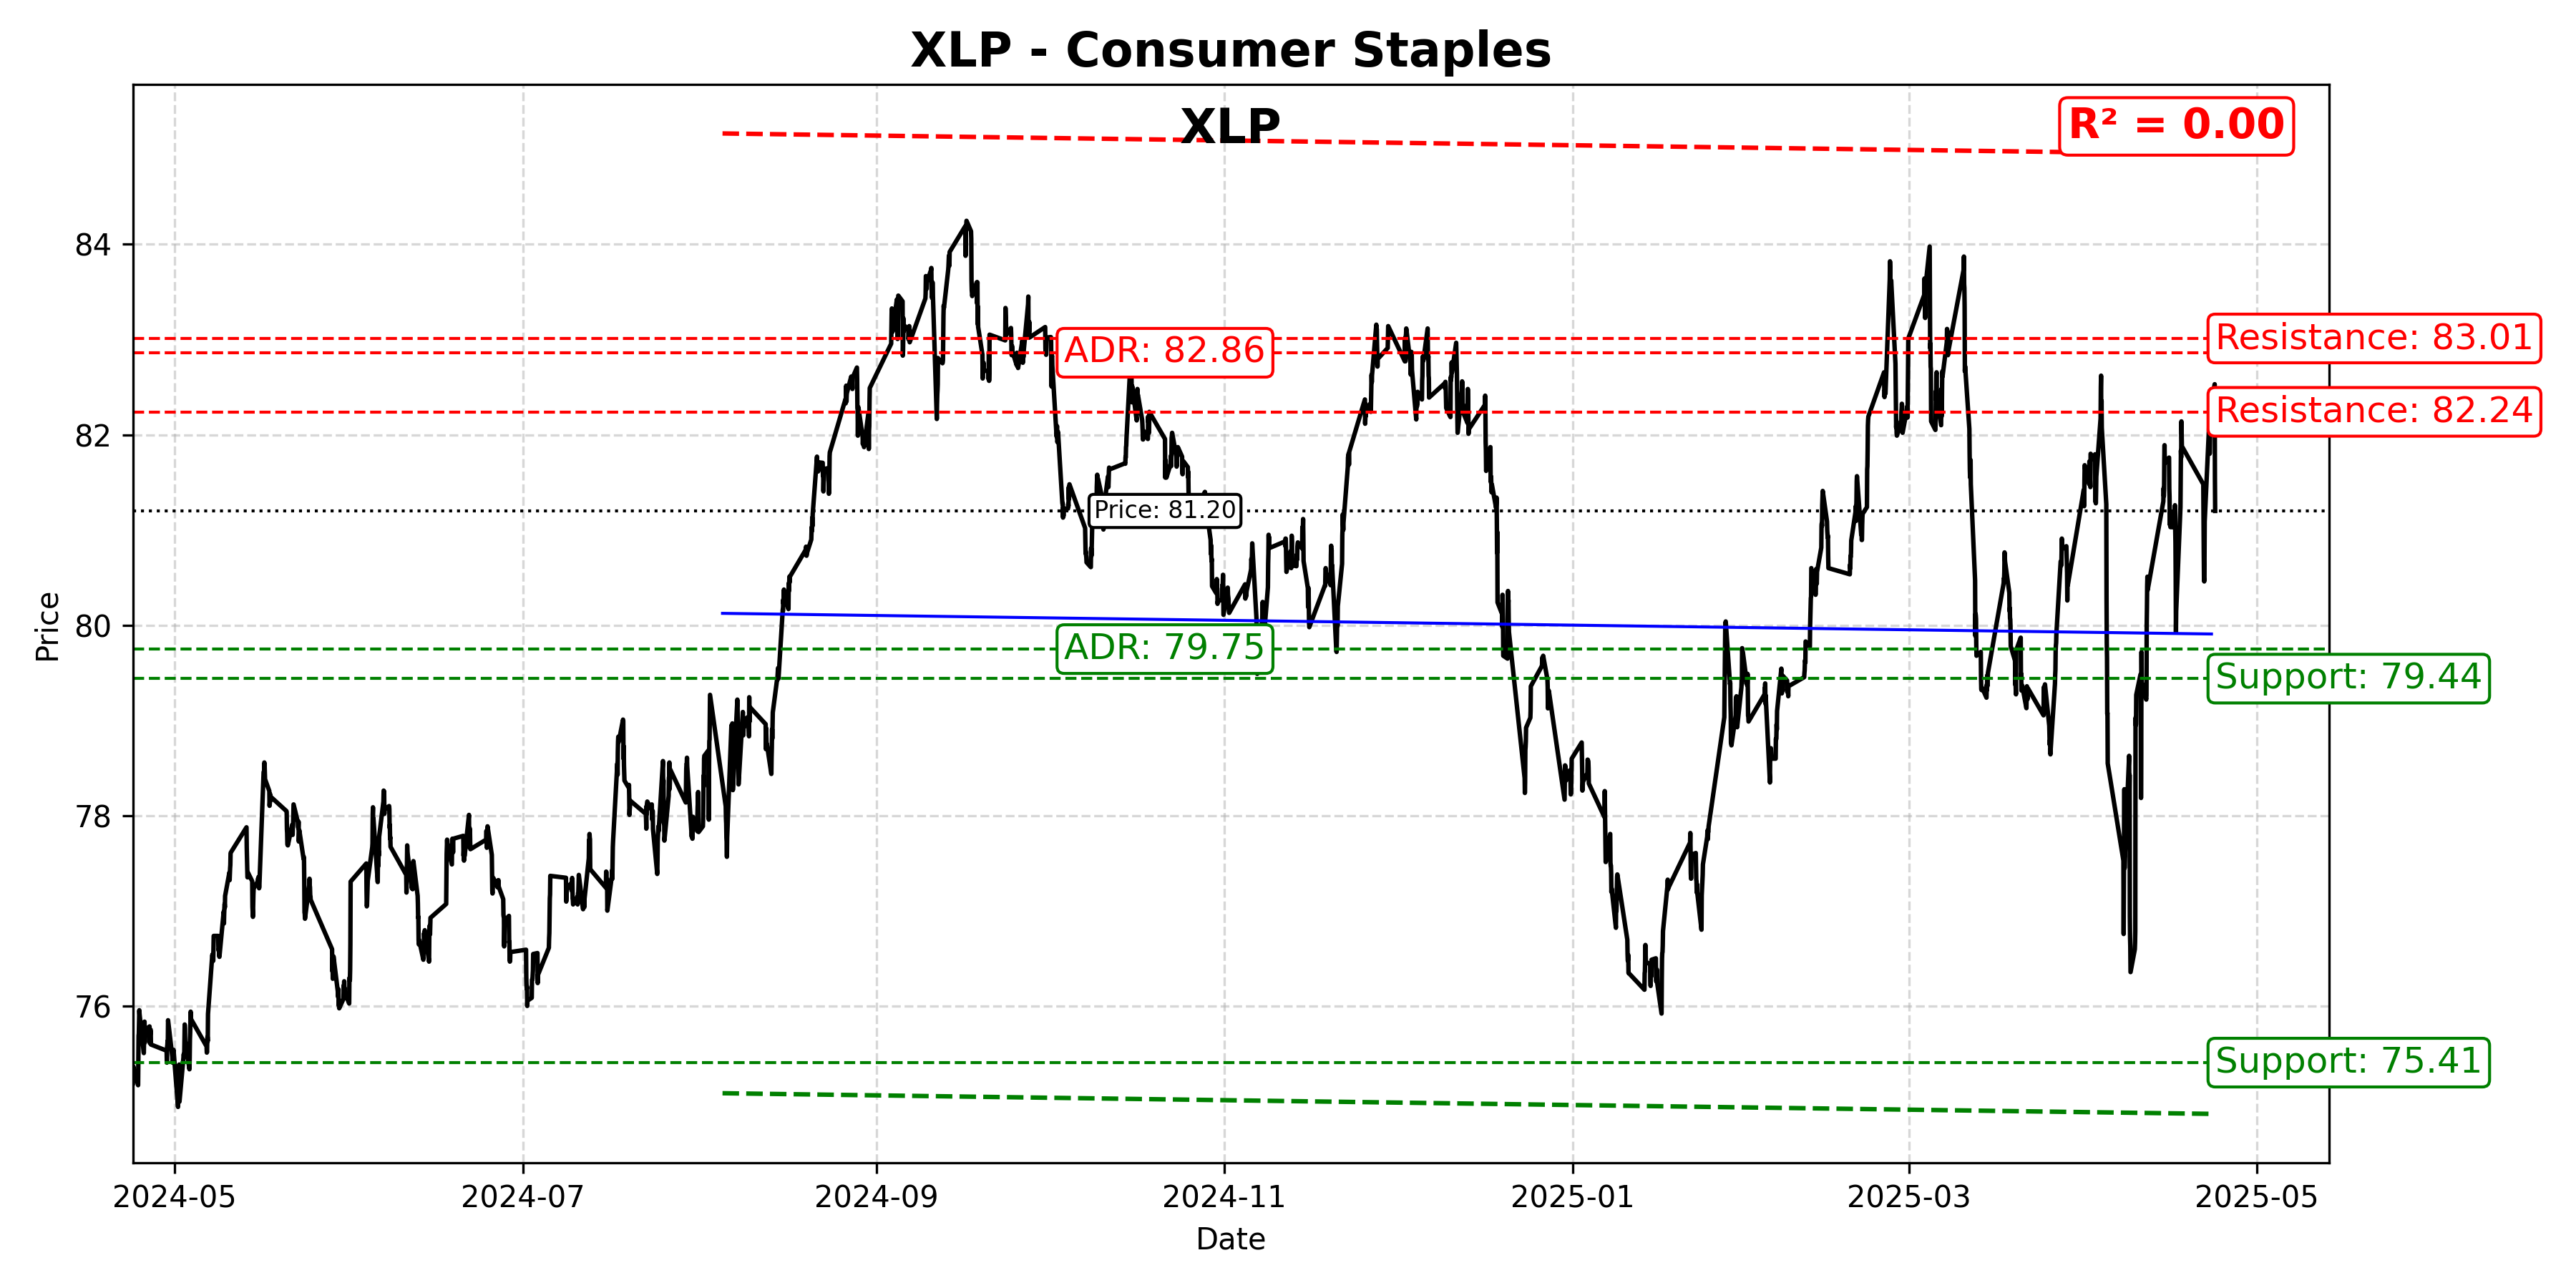 XLP - Consumer Staples
XLP
R² = 0.00
84
82
80
78
76
Price
Resistance: 83.01
ADR: 82.86
Resistance: 82.24
Price: 81.20
ADR: 79.75
Support: 79.44
Support: 75.41
2024-05
2024-07
2024-09
2024-11
2025-01
2025-03
2025-05
Date